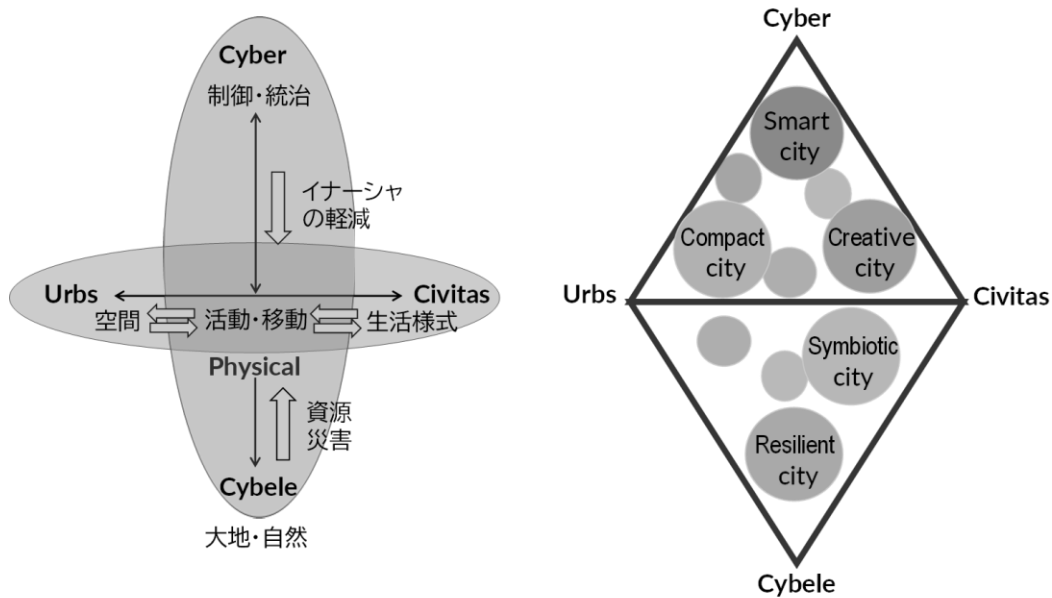 Cyber
制御・統治
イナーシャ
の軽減
Urbs
Civitas
空間
活動・移動
生活様式
Physical
資源
災害
Cybele
大地・自然
Cyber
Smart
city
Compact
city
Creative
city
Urbs
Civitas
Symbiotic
city
Resilient
city
Cybele